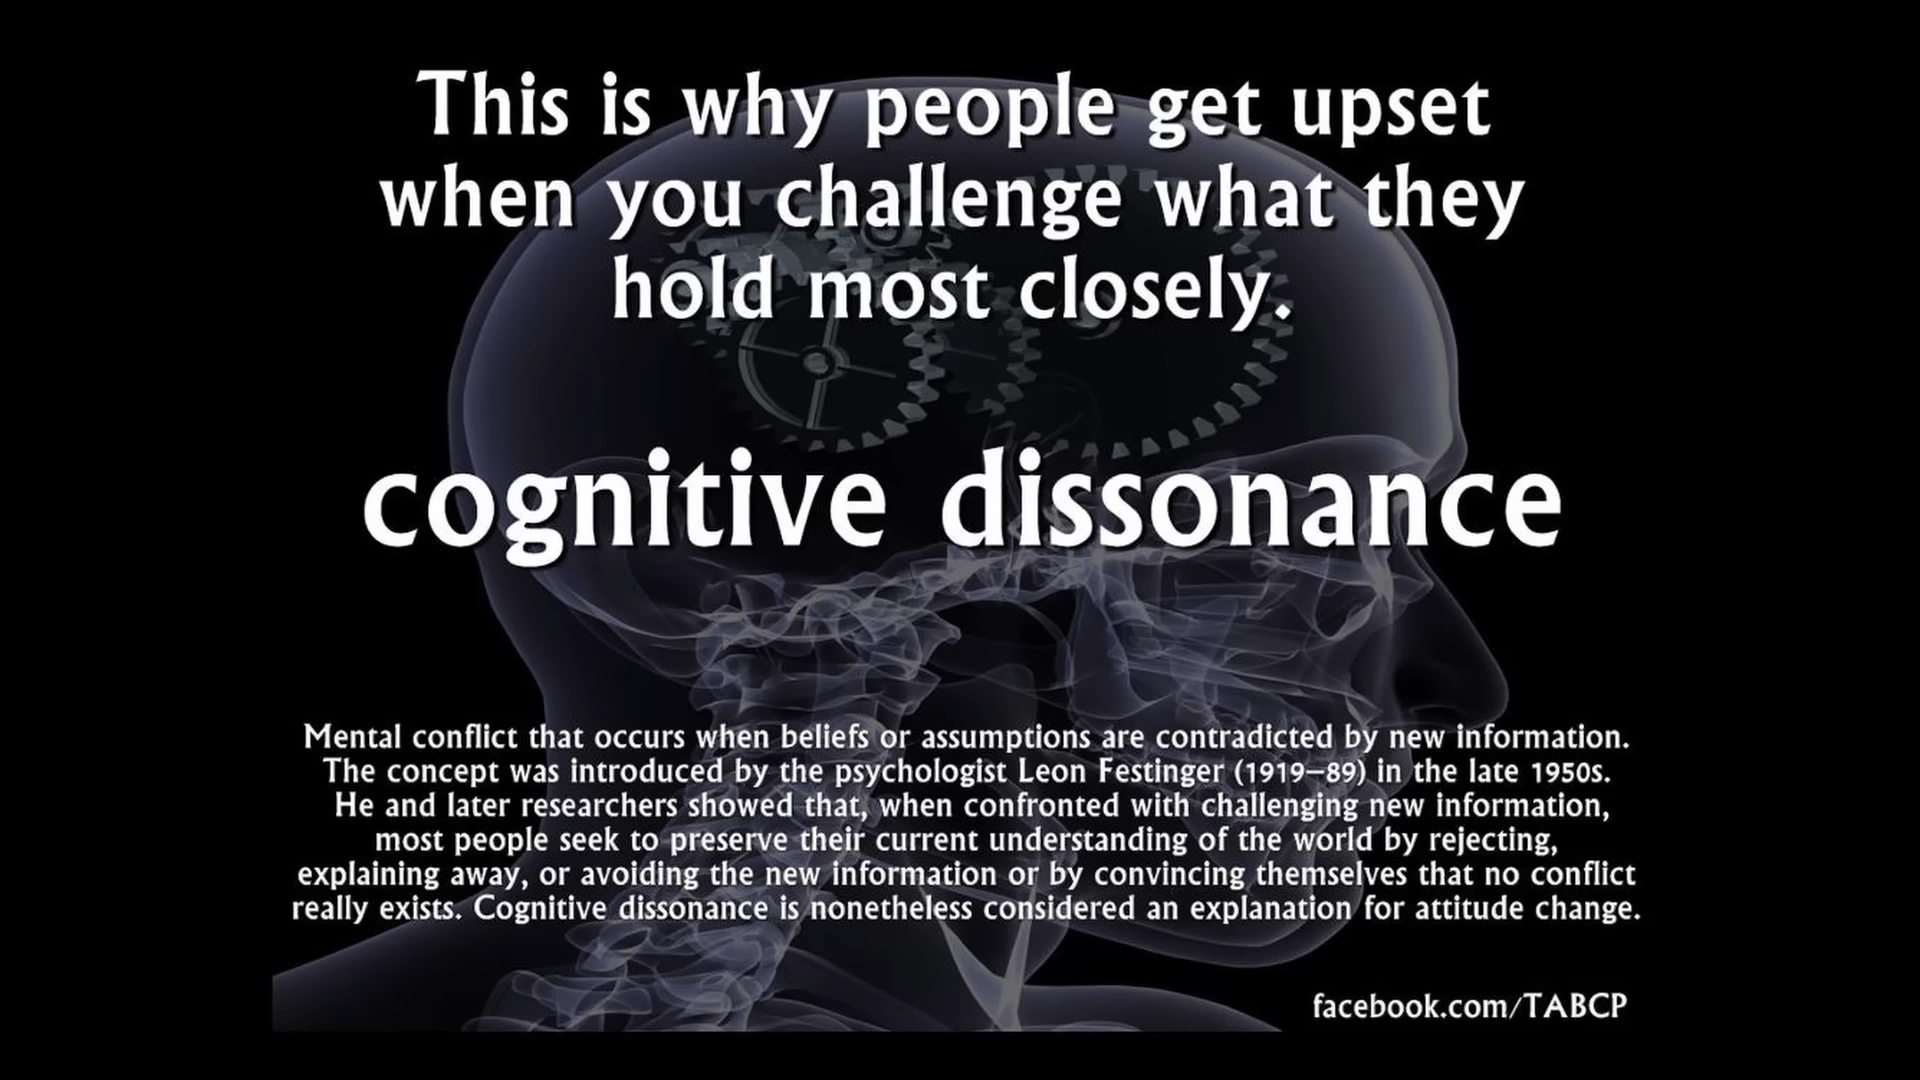 This is why people get upset
when you challenge what they
hold most closely.
cognitive dissonance
Mental conflict that occurs when beliefs or assumptions are contradicted by new information.
The concept was introduced by the psychologist Leon Festinger (1919–89) in the late 1950s.
He and later researchers showed that, when confronted with challenging new information,
most people seek to preserve their current understanding of the world by rejecting,
explaining away, or avoiding the new information or by convincing themselves that no conflict
really exists. Cognitive dissonance is nonetheless considered an explanation for attitude change.
facebook.com/TABCP